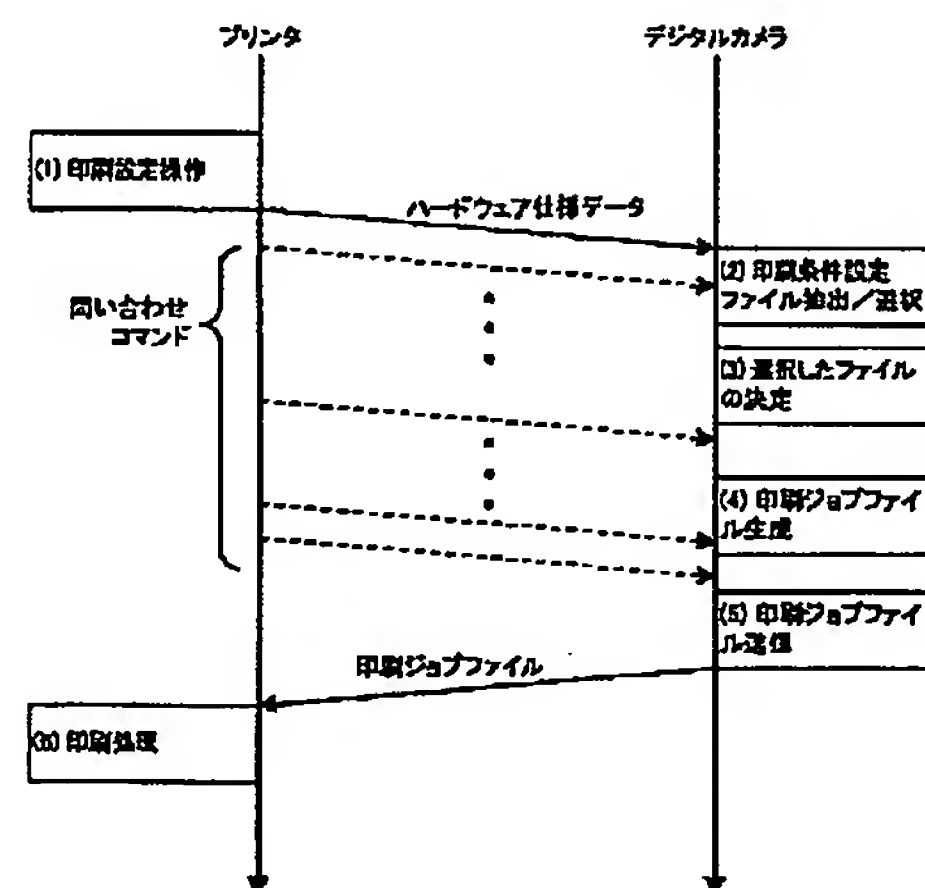 プリンタ
デジタルカメラ
(1) 印刷設定操作
ハードウェア仕様データ
(2) 印刷条件設定
ファイル抽出／選択
問い合わせ
コマンド
(3) 選択したファイル
の決定
(4) 印刷ジョブファイ
ル生成
(5) 印刷ジョブファイ
ル送信
印刷ジョブファイル
(6) 印刷処理